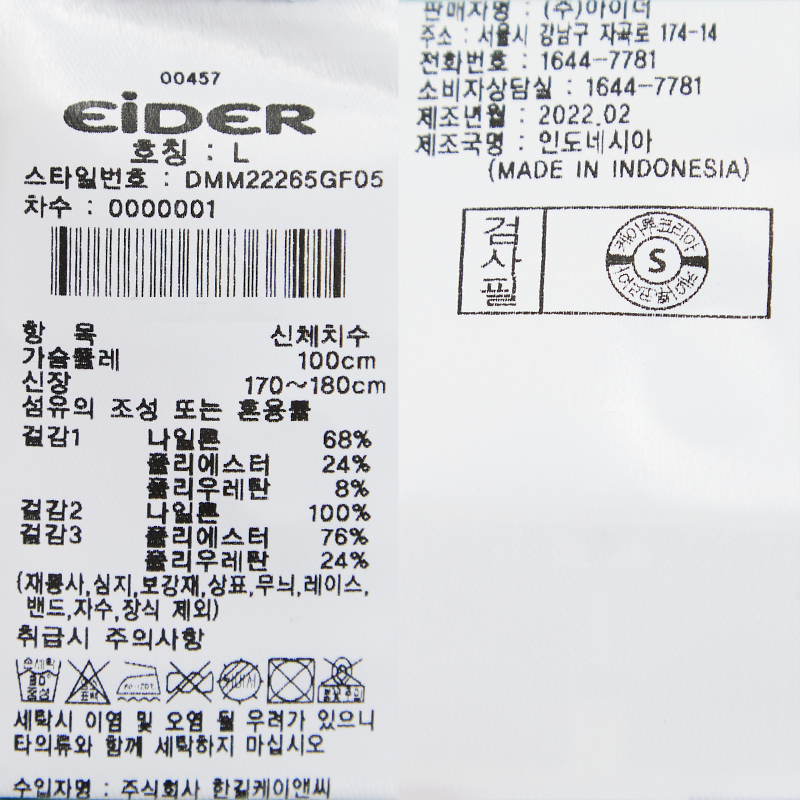 00457
EiDER
호칭 : L
스타일번호 : DMM22265GF05
차수 : 0000001
항 목 신체치수
가슴둘레 100cm
신장 170~180cm
섬유의 조성 또는 혼용률
겉감1 나일론 68%
폴리에스터 24%
폴리우레탄 8%
겉감2 나일론 100%
겉감3 폴리에스터 76%
폴리우레탄 24%
(재봉사,심지,보강재,상표,무늬,레이스,
밴드,자수,장식 제외)
취급시 주의사항
손세탁
중성
세탁시 이염 및 오염 될 우려가 있으니
타의류와 함께 세탁하지 마십시오
수입자명 : 주식회사 한길케이앤씨
판매자명 : (주)아이더
주소 : 서울시 강남구 자곡로 174-14
전화번호 : 1644-7781
소비자상담실 : 1644-7781
제조년월 : 2022.02
제조국명 : 인도네시아
(MADE IN INDONESIA)
검사필
S